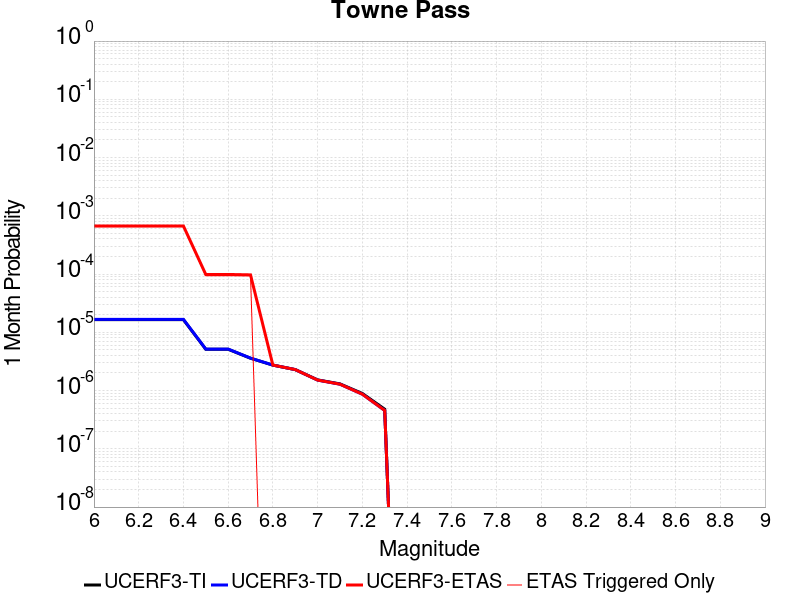 Towne Pass
1 Month Probability
10^0
10^-1
10^-2
10^-3
10^-4
10^-5
10^-6
10^-7
10^-8
6 6.2 6.4 6.6 6.8 7 7.2 7.4 7.6 7.8 8 8.2 8.4 8.6 8.8 9
Magnitude
UCERF3-TI UCERF3-TD UCERF3-ETAS ETAS Triggered Only